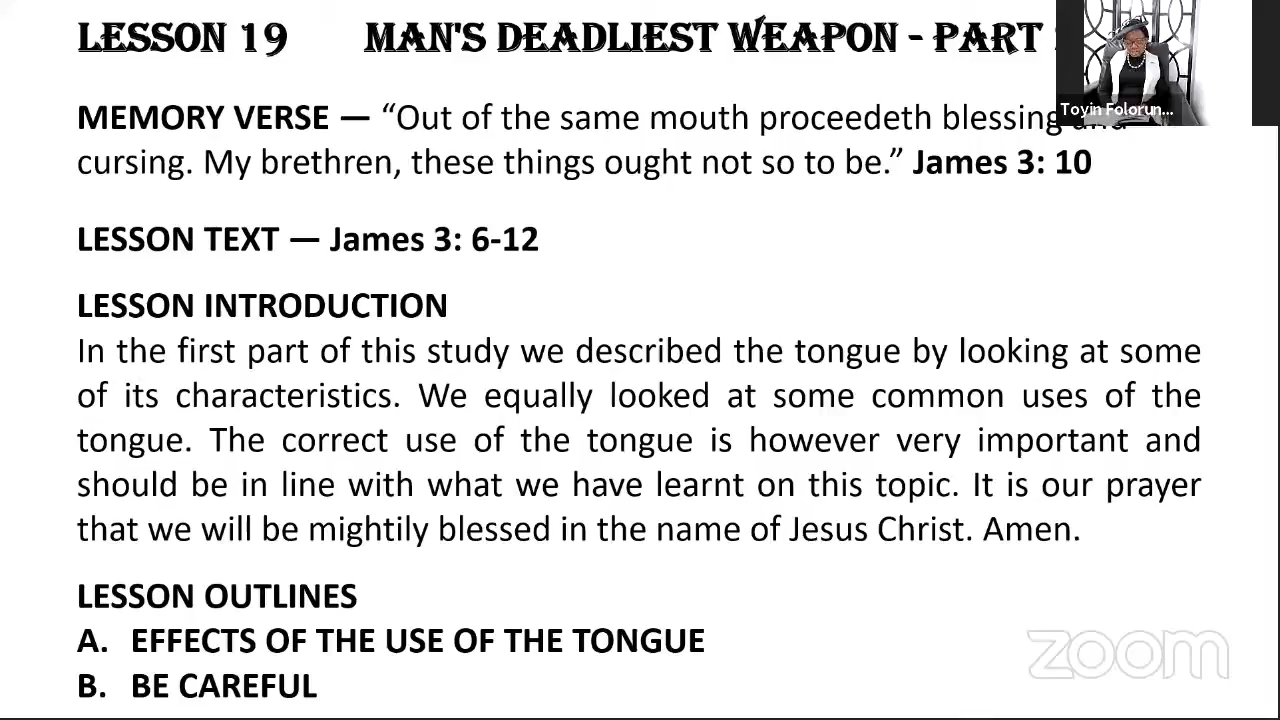 LESSON 19 MAN'S DEADLIEST WEAPON - PART
Toyin Folorun...
MEMORY VERSE — “Out of the same mouth proceedeth blessing and
cursing. My brethren, these things ought not so to be.” James 3: 10
LESSON TEXT — James 3: 6-12
LESSON INTRODUCTION
In the first part of this study we described the tongue by looking at some
of its characteristics. We equally looked at some common uses of the
tongue. The correct use of the tongue is however very important and
should be in line with what we have learnt on this topic. It is our prayer
that we will be mightily blessed in the name of Jesus Christ. Amen.
LESSON OUTLINES
A. EFFECTS OF THE USE OF THE TONGUE
B. BE CAREFUL
zoom